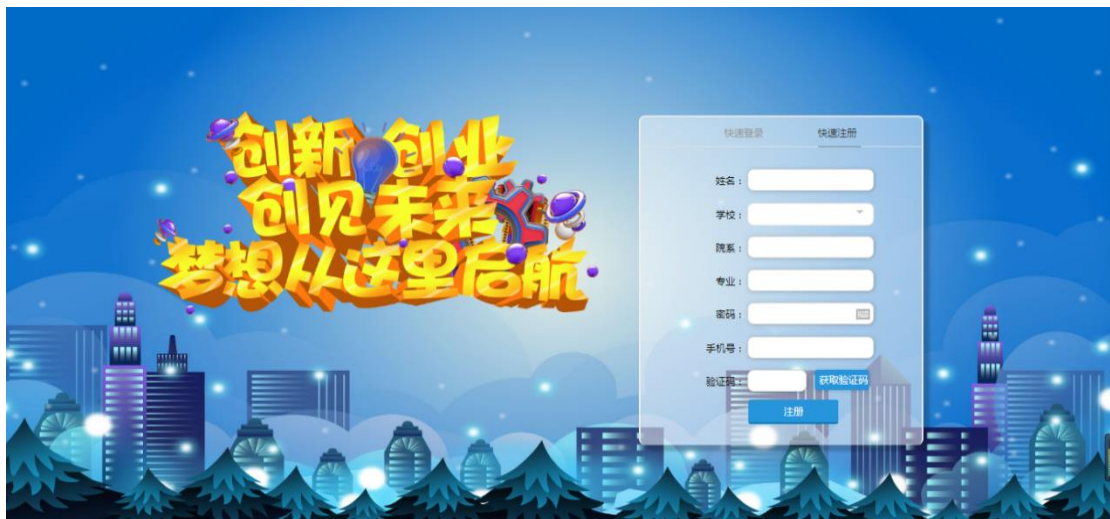 创新 创业
创见未来
梦想从这里启航
快速登录 快速注册
姓名：
学校：
院系：
专业：
密码：
手机号：
验证码： 获取验证码
注册